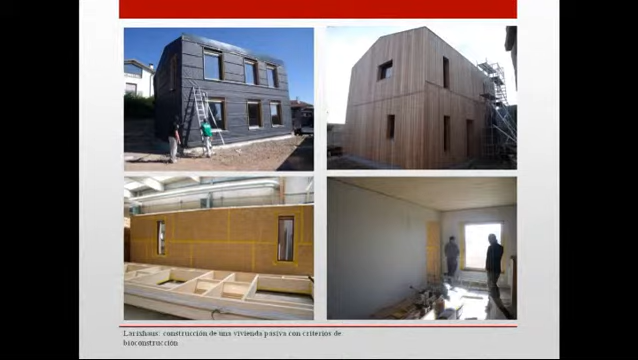 Larixhaus: construcción de una vivienda pasiva con criterios de
bioconstrucción